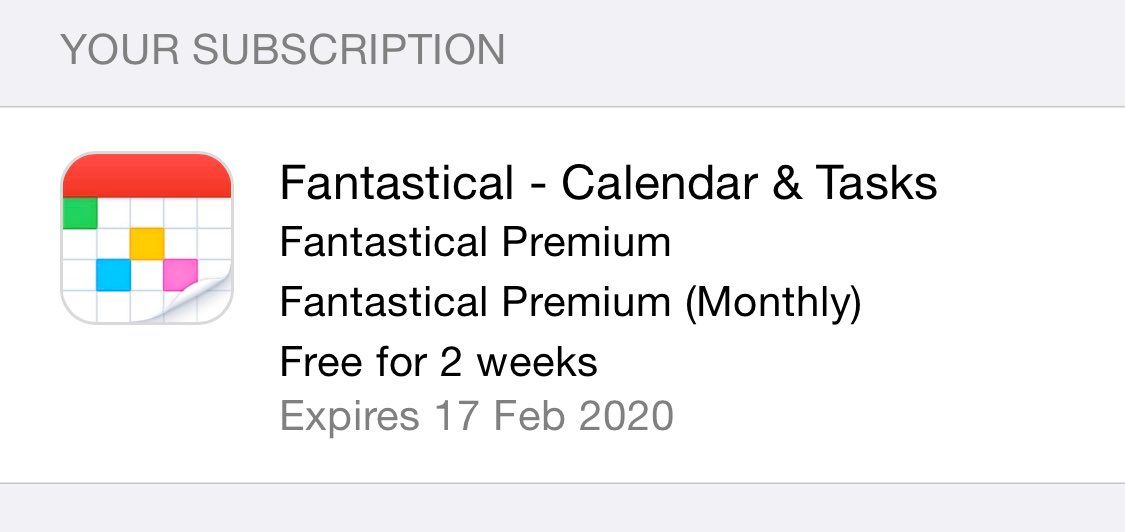 YOUR SUBSCRIPTION
Fantastical - Calendar & Tasks
Fantastical Premium
Fantastical Premium (Monthly)
Free for 2 weeks
Expires 17 Feb 2020